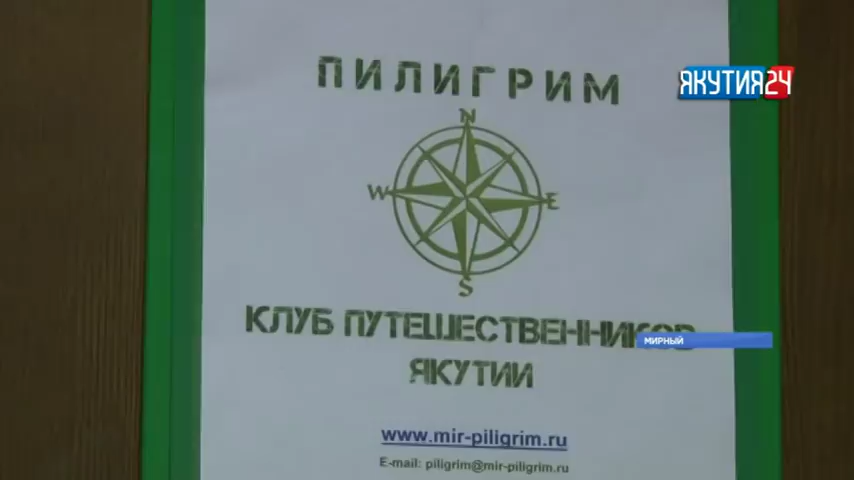 ПИЛИГРИМ
ЯКУТИЯ24
N
W E
S
КЛУБ ПУТЕШЕСТВЕННИКОВ
МИРНЫЙ
ЯКУТИИ
www.mir-piligrim.ru
E-mail: piligrim@mir-piligrim.ru